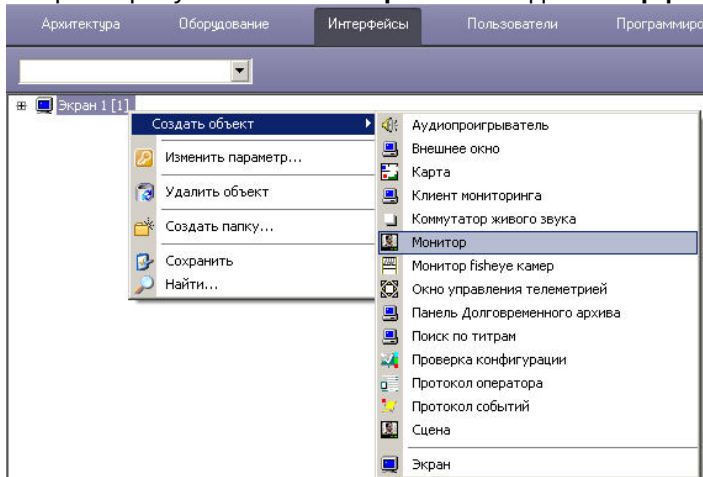 Архитектура Оборудование Интерфейсы Пользователи Программиро
Экран 1 [1]
Создать объект
Изменить параметр...
Удалить объект
Создать папку...
Сохранить
Найти...
Аудиопроигрыватель
Внешнее окно
Карта
Клиент мониторинга
Коммутатор живого звука
Монитор
Монитор fisheye камер
Окно управления телеметрией
Панель Долговременного архива
Поиск по титрам
Проверка конфигурации
Протокол оператора
Протокол событий
Сцена
Экран